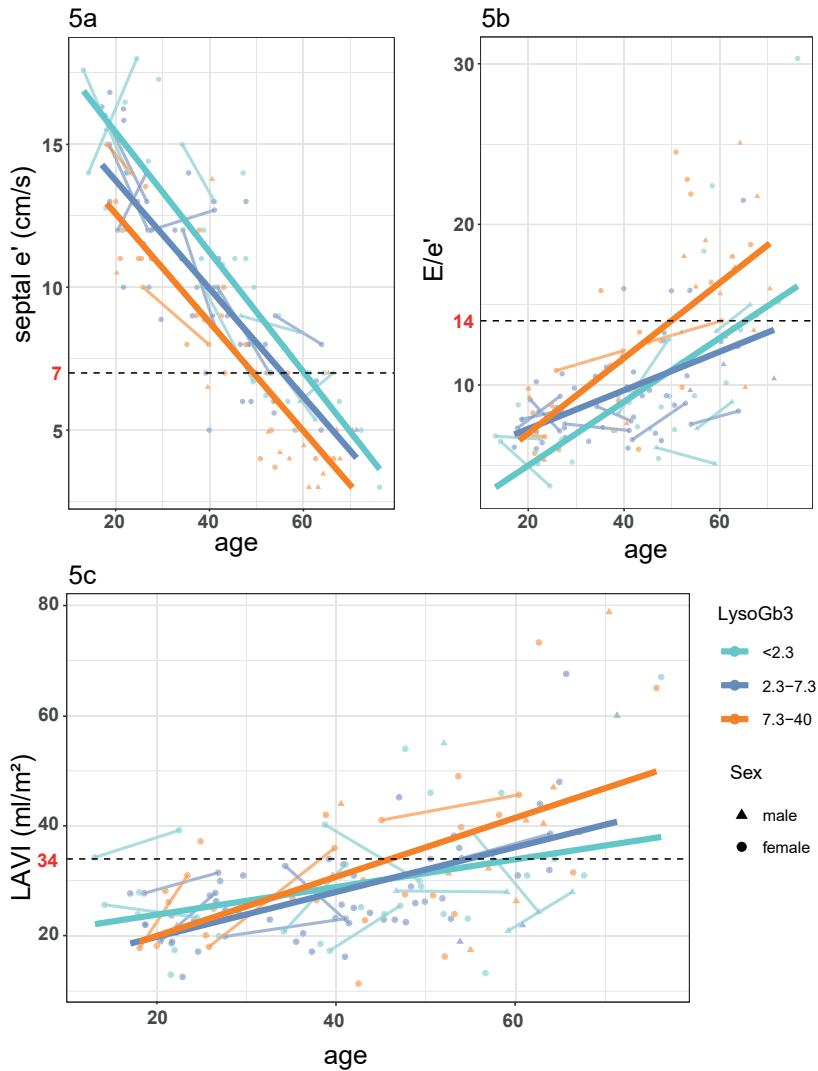 5a
5b
septal e' (cm/s)
15
10
7
5
20
40
60
age
E/e'
30
20
14
10
20
40
60
age
5c
LAVI (ml/m²)
80
60
40
34
20
20
40
60
age
LysoGb3
<2.3
2.3−7.3
7.3−40
Sex
male
female